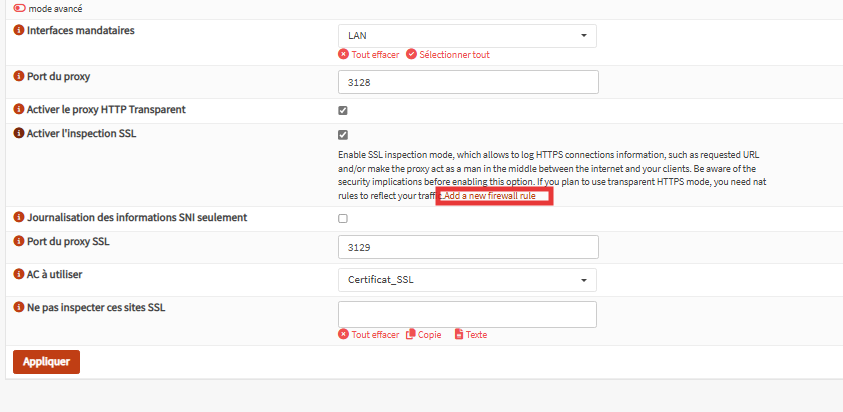 mode avancé
Interfaces mandataires
LAN
Tout effacer Sélectionner tout
Port du proxy
3128
Activer le proxy HTTP Transparent
Activer l'inspection SSL
Enable SSL inspection mode, which allows to log HTTPS connections information, such as requested URL
and/or make the proxy act as a man in the middle between the internet and your clients. Be aware of the
security implications before enabling this option. If you plan to use transparent HTTPS mode, you need nat
rules to reflect your traffic. Add a new firewall rule
Journalisation des informations SNI seulement
Port du proxy SSL
3129
AC à utiliser
Certificat_SSL
Ne pas inspecter ces sites SSL
Tout effacer Copie Texte
Appliquer